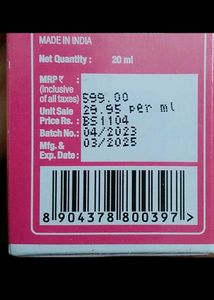 MADE IN INDIA
Net Quantity : 20 ml
MRP ₹ :
(inclusive 599.00
of all taxes)
Unit Sale 29.95 per ml
Price Rs. :
Batch No.: BS1104
Mfg. & 04/2023
Exp. Date : 03/2025
8 904378 800397 >